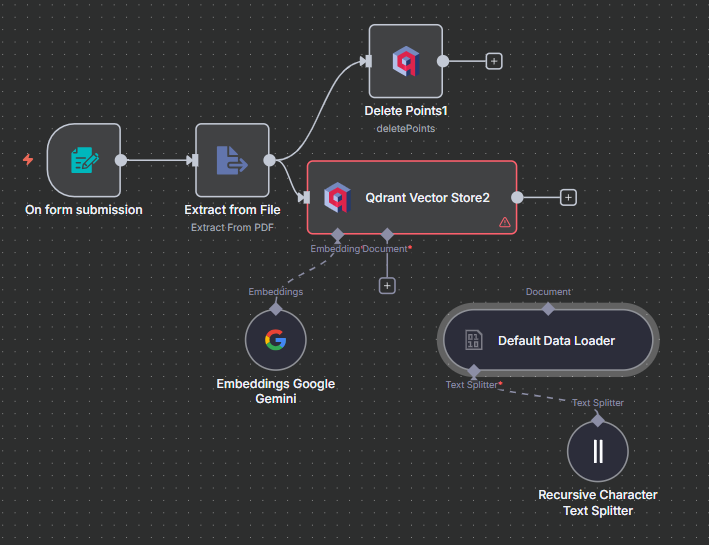 Delete Points1
deletePoints
On form submission
Extract from File
Extract From PDF
Qdrant Vector Store2
Embedding*
Document*
Embeddings
Embeddings Google
Gemini
Document
0110
Default Data Loader
Text Splitter*
Text Splitter
Recursive Character
Text Splitter